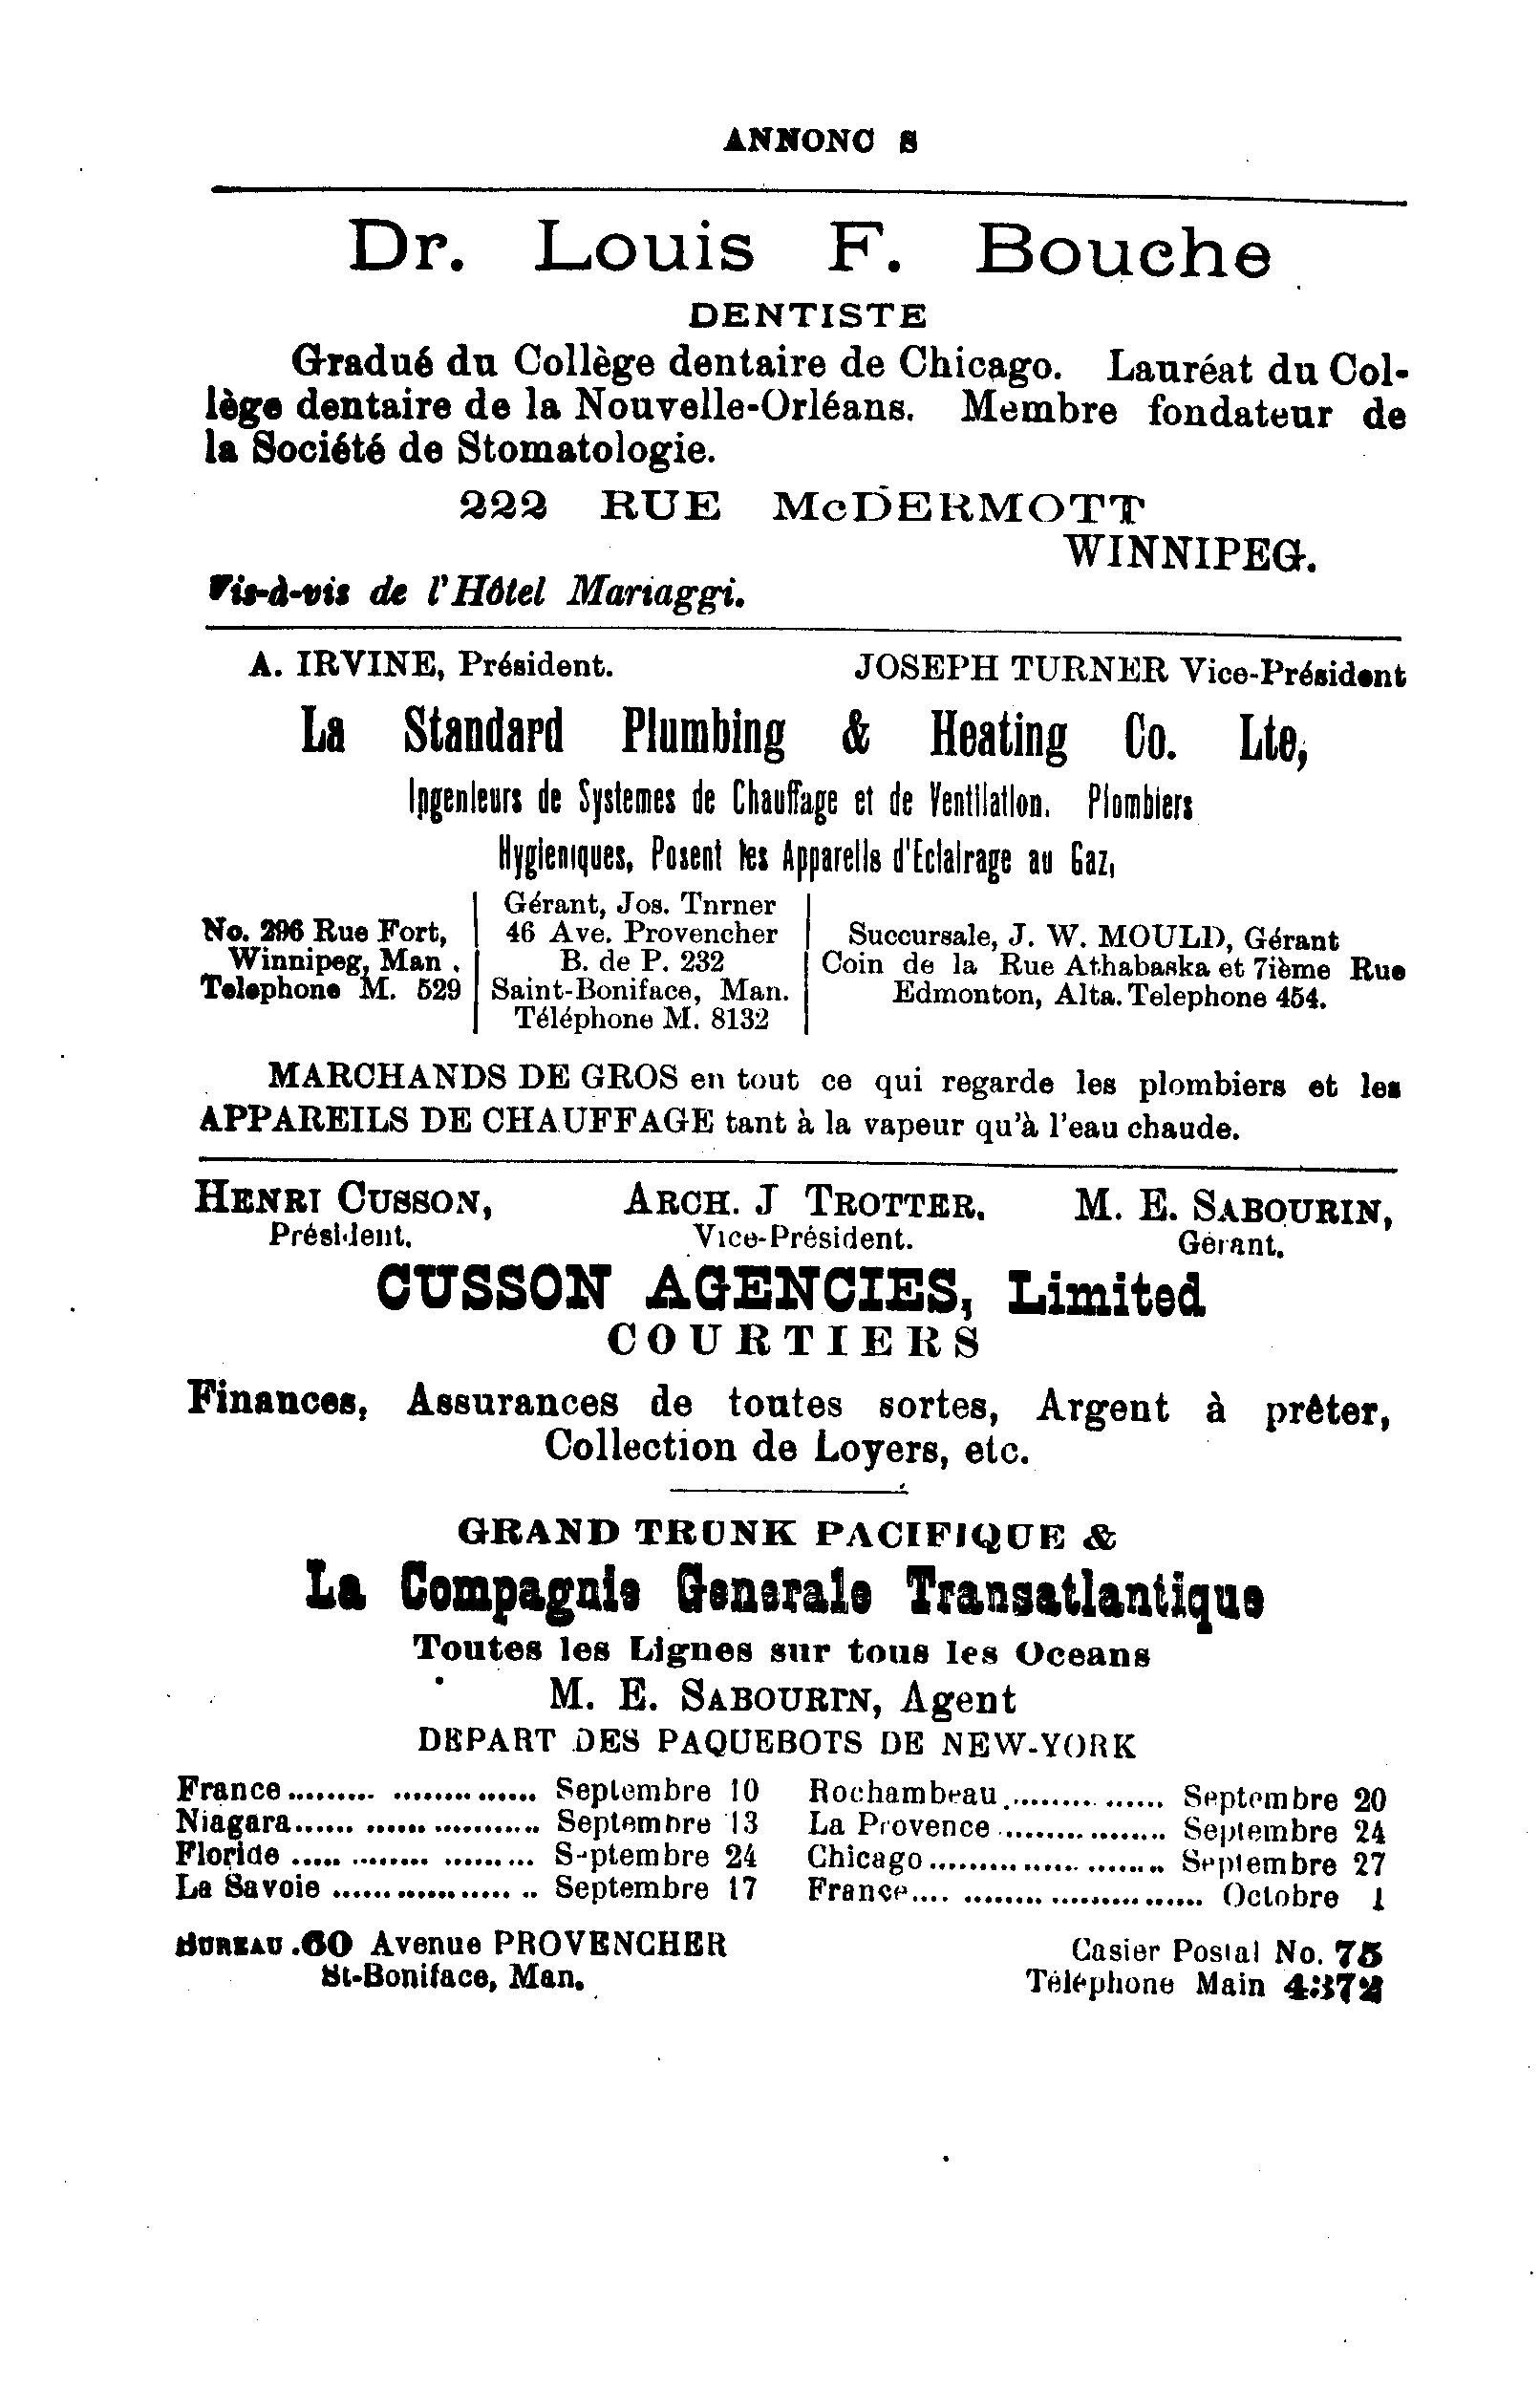 ANNONC S
Dr. Louis F. Bouche
DENTISTE
Gradué du Collège dentaire de Chicago. Lauréat du Col-
lège dentaire de la Nouvelle-Orléans. Membre fondateur de
la Société de Stomatologie.
222 RUE McDERMOTT
WINNIPEG.
Vis-à-vis de l'Hôtel Mariaggi.
A. IRVINE, Président. JOSEPH TURNER Vice-Président
La Standard Plumbing & Heating Co. Lte,
Ingenieurs de Systemes de Chauffage et de Ventilation. Plombiers
Hygieniques, Posent les Appareils d'Eclairage au Gaz,
No. 296 Rue Fort,
Winnipeg, Man.
Telephone M. 529
Gérant, Jos. Tnrner
46 Ave. Provencher
B. de P. 232
Saint-Boniface, Man.
Téléphone M. 8132
Succursale, J. W. MOULD, Gérant
Coin de la Rue Athabaska et 7ième Rue
Edmonton, Alta. Telephone 454.
MARCHANDS DE GROS en tout ce qui regarde les plombiers et les
APPAREILS DE CHAUFFAGE tant à la vapeur qu'à l'eau chaude.
HENRI CUSSON, ARCH. J TROTTER. M. E. SABOURIN,
Président. Vice-Président. Gérant.
CUSSON AGENCIES, Limited
COURTIERS
Finances, Assurances de toutes sortes, Argent à prêter,
Collection de Loyers, etc.
GRAND TRUNK PACIFIQUE &
La Compagnie Generale Transatlantique
Toutes les Lignes sur tous les Oceans
M. E. SABOURIN, Agent
DEPART DES PAQUEBOTS DE NEW-YORK
France ........ ............. Septembre 10 Rochambeau ......... ...... Septembre 20
Niagara...... ...... ........... Septembre 13 La Provence ......... ........ Septembre 24
Floride ..... ........ ......... Septembre 24 Chicago ............... ........ Septembre 27
La Savoie .................. .. Septembre 17 France.... ........ ............... Octobre 1
BUREAU .60 Avenue PROVENCHER Casier Postal No. 75
St-Boniface, Man. Téléphone Main 4372